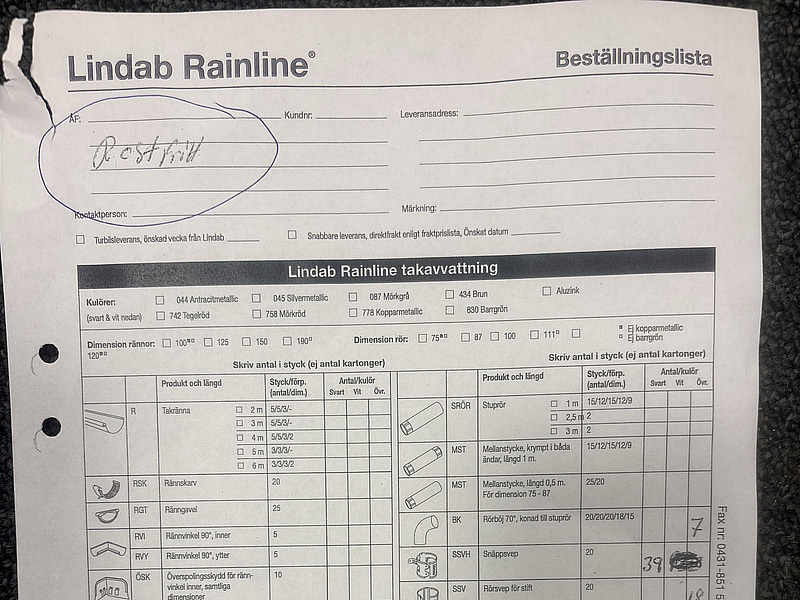 Lindab Rainline®
Beställningslista
ÅF:
Kundnr:
Leveransadress:
Rostfritt
Kontaktperson:
Märkning:
Turbilsleverans, önskad vecka från Lindab
Snabbare leverans, direktfrakt enligt fraktprislista, Önskat datum
Lindab Rainline takavvattning
Kulörer: 044 Antracitmetallic 045 Silvermetallic 087 Mörkgrå 434 Brun Aluzink
(svart & vit nedan) 742 Tegelröd 758 Mörkröd 778 Kopparmetallic 830 Barrgrön
Dimension rännor: 100 125 150 190
120
Dimension rör: 75 87 100 111
Ej kopparmetallic
Ej barrgrön
Skriv antal i styck (ej antal kartonger)
Produkt och längd Styck/förp. (antal/dim.) Antal/kulör
Svart Vit Övr.
R Takränna 2 m 5/5/3/-
3 m 5/5/3/-
4 m 5/5/3/2
5 m 3/3/3/-
6 m 3/3/3/2
RSK Rännskarv 20
RGT Ränngavel 25
RVI Rännvinkel 90°, inner 5
RVY Rännvinkel 90°, ytter 5
ÖSK Överspolningsskydd för ränn- 10
vinkel inner, samtliga
dimensioner
Skriv antal i styck (ej antal kartonger)
Produkt och längd Styck/förp. (antal/dim.) Antal/kulör
Svart Vit Övr.
SRÖR Stuprör 1 m 15/12/15/12/9
2,5 m 2
3 m 2
MST Mellanstycke, krympt i båda 15/12/15/12/9
ändar, längd 1 m.
MST Mellanstycke, längd 0,5 m. 25/20
För dimension 75 - 87
BK Rörböj 70°, konad till stuprör 20/20/20/18/15 7
SSVH Snäppsvep 20 39
SSV Rörsvep för stift 20
Fax nr: 0431-851